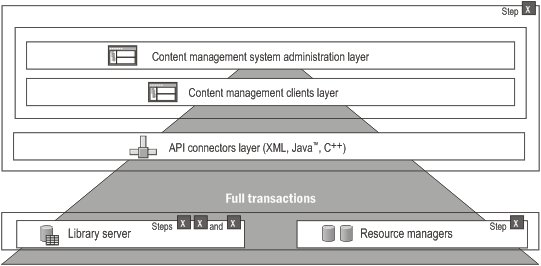 Step X
Content management system administration layer
Content management clients layer
API connectors layer (XML, Java™, C++)
Full transactions
Library server
Steps X X and X
Resource managers
Step X